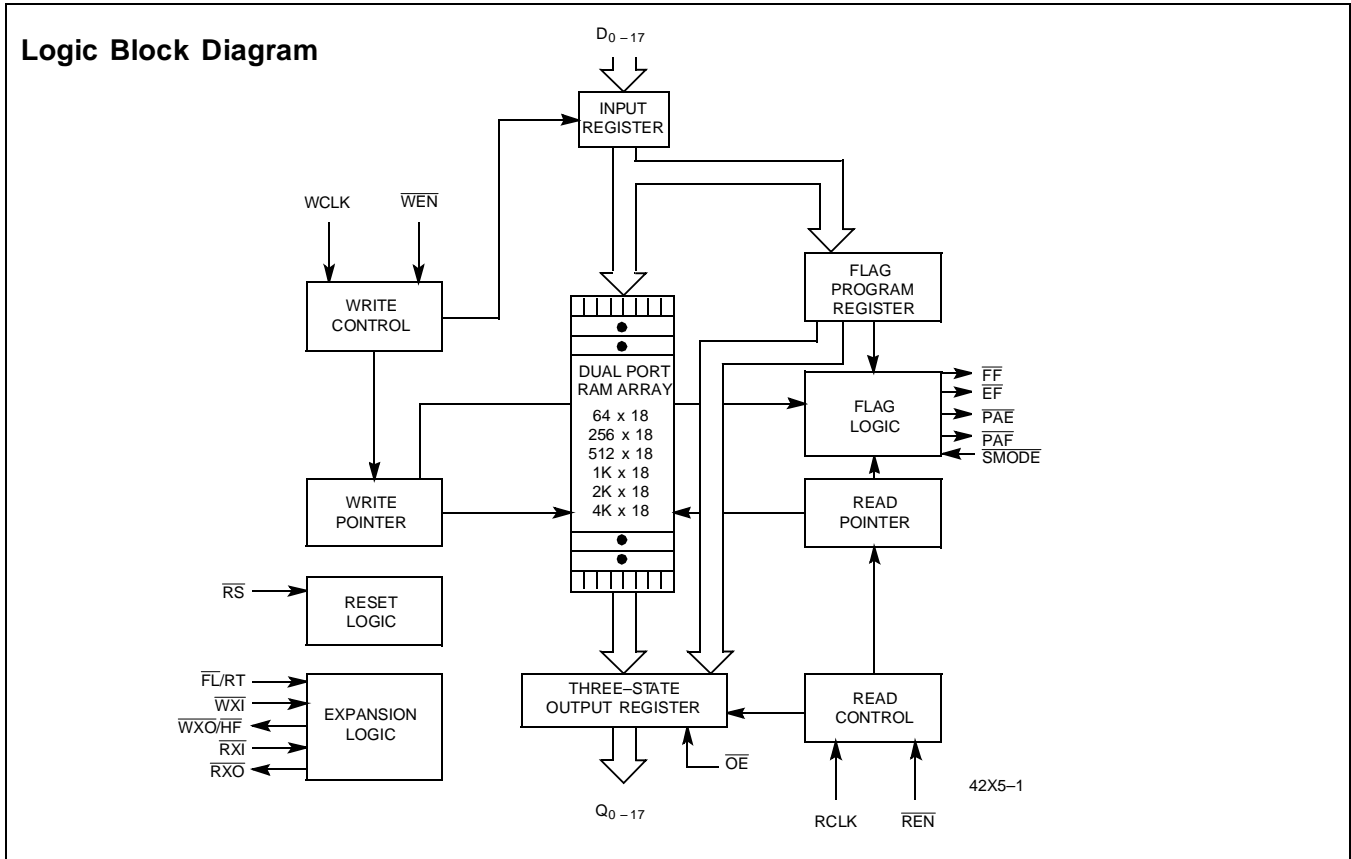 Logic Block Diagram
D0 – 17
INPUT
REGISTER
WCLK
WEN
WRITE
CONTROL
FLAG
PROGRAM
REGISTER
DUAL PORT
RAM ARRAY
64 x 18
256 x 18
512 x 18
1K x 18
2K x 18
4K x 18
FLAG
LOGIC
FF
EF
PAE
PAF
SMODE
WRITE
POINTER
READ
POINTER
RS
RESET
LOGIC
FL/RT
WXI
WXO/HF
RXI
RXO
EXPANSION
LOGIC
THREE–STATE
OUTPUT REGISTER
READ
CONTROL
OE
Q0 – 17
RCLK
REN
42X5–1